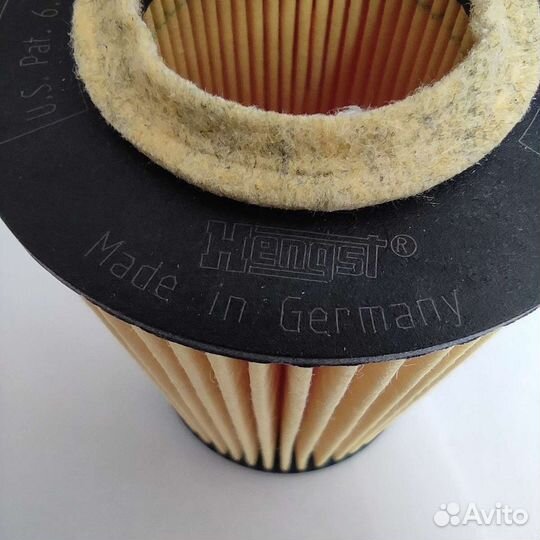 U.S. Pat. 6.
Hengst®
Made in Germany
Avito